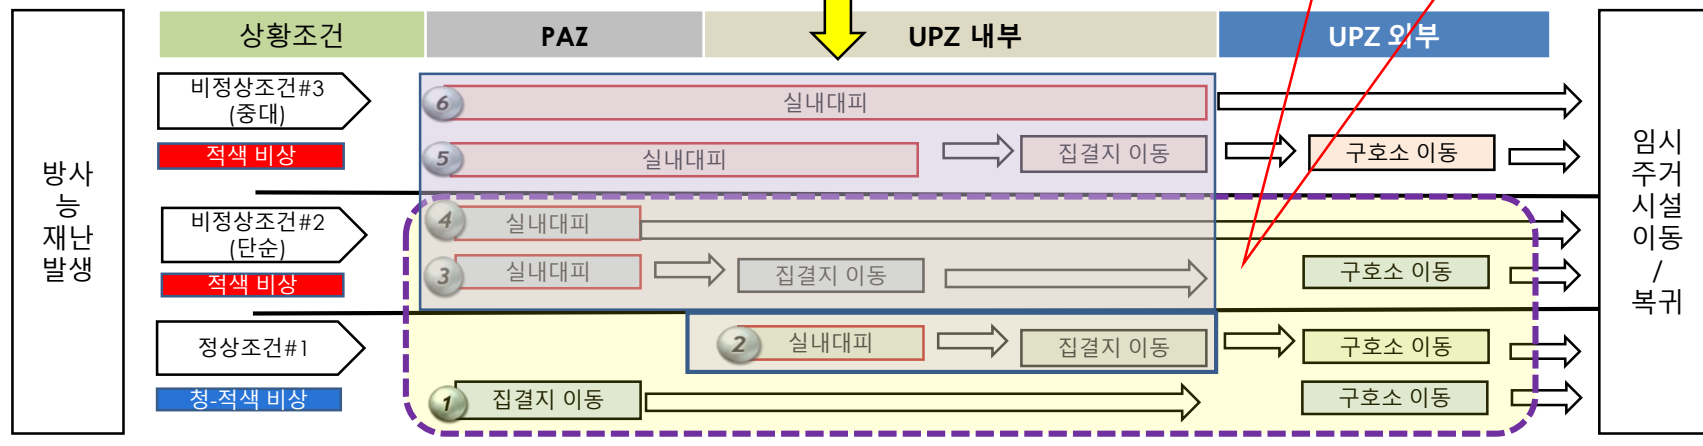 상황조건
PAZ
UPZ 내부
UPZ 외부
방사
능
재난
발생
비정상조건#3
(중대)
적색 비상
6
실내대피
5
실내대피
집결지 이동
구호소 이동
비정상조건#2
(단순)
적색 비상
4
실내대피
3
실내대피
집결지 이동
구호소 이동
정상조건#1
청-적색 비상
2
실내대피
집결지 이동
구호소 이동
1
집결지 이동
구호소 이동
임시
주거
시설
이동
/
복귀